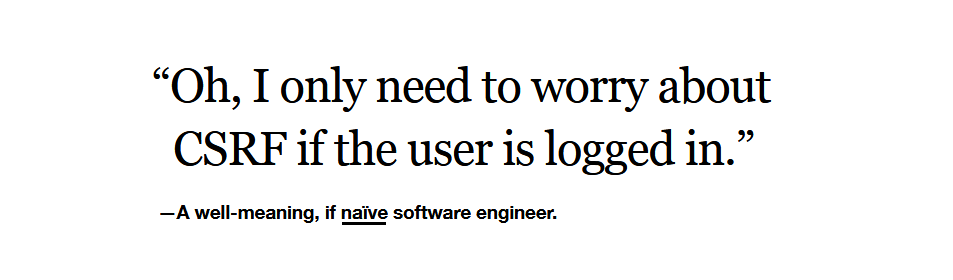 “Oh, I only need to worry about
CSRF if the user is logged in.”
—A well-meaning, if naïve software engineer.